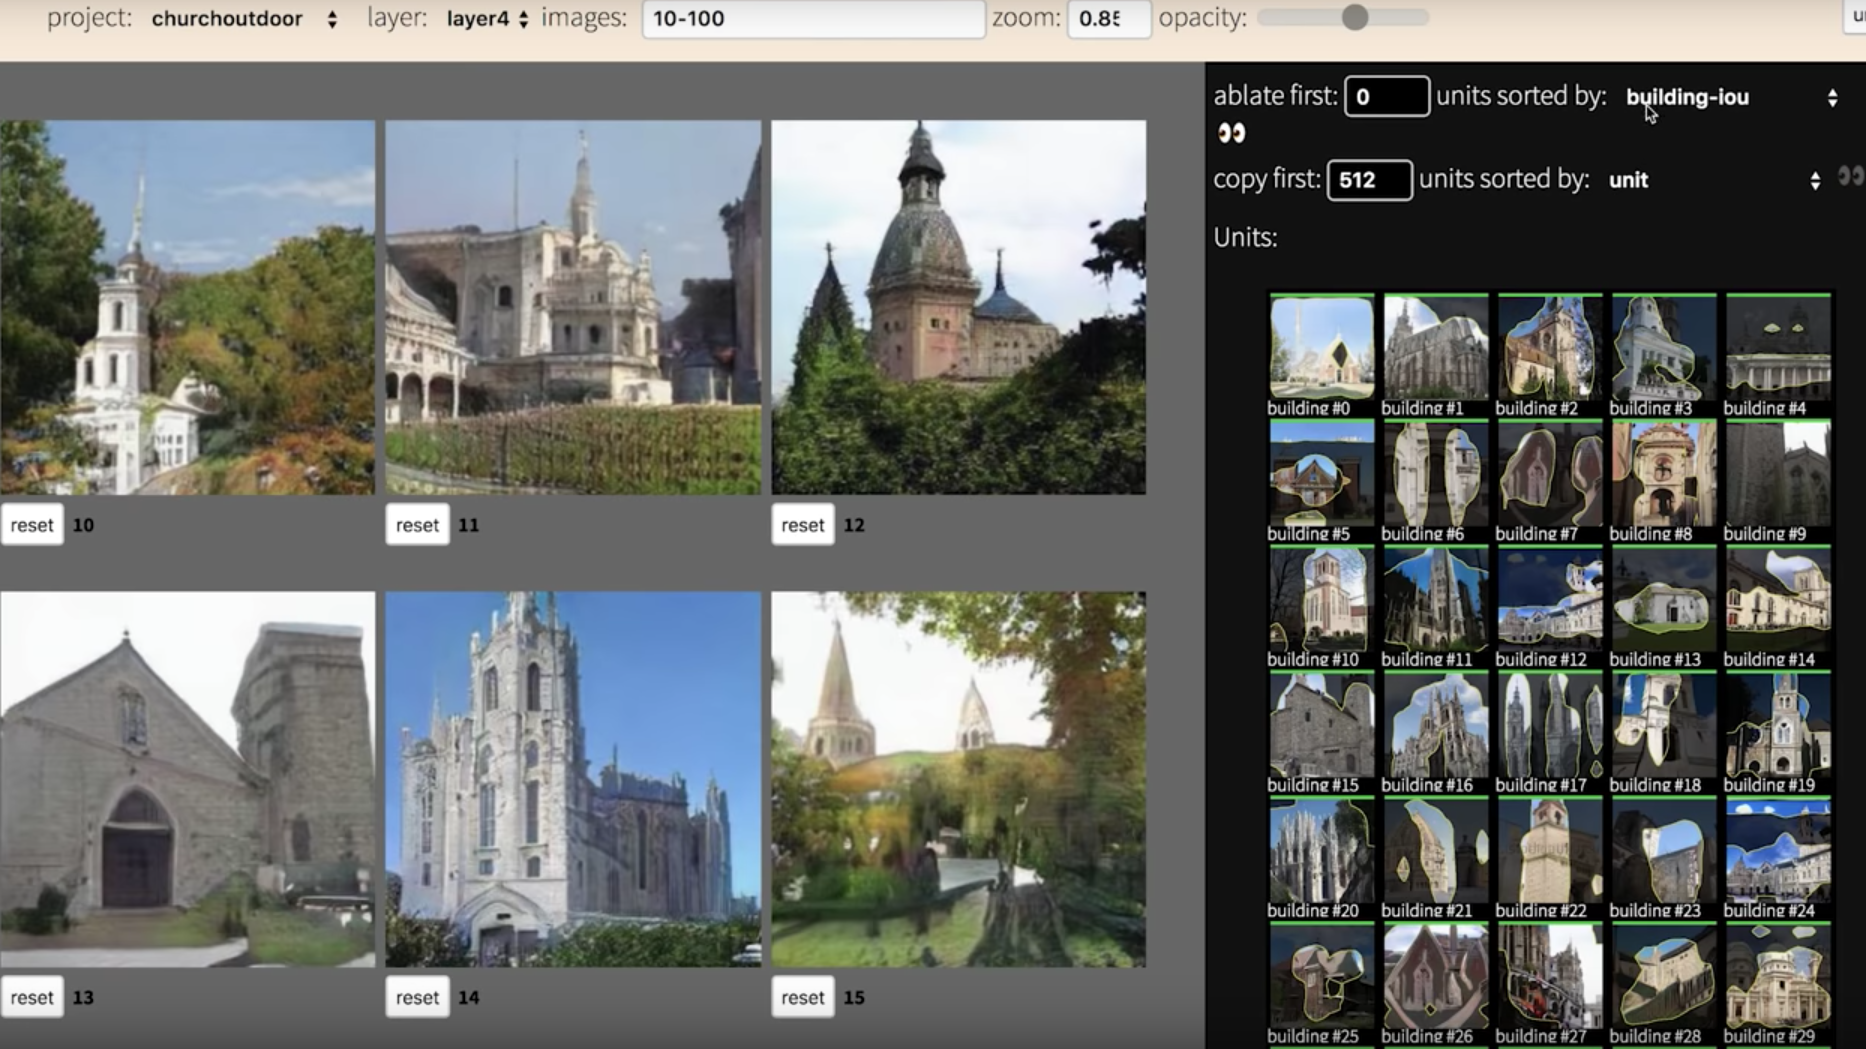 project: churchoutdoor layer: layer4 images: 10-100 zoom: 0.85 opacity:
ablate first: 0 units sorted by: building-iou
copy first: 512 units sorted by: unit
Units:
building #0 building #1 building #2 building #3 building #4
building #5 building #6 building #7 building #8 building #9
reset 10 reset 11 reset 12
building #10 building #11 building #12 building #13 building #14
building #15 building #16 building #17 building #18 building #19
building #20 building #21 building #22 building #23 building #24
reset 13 reset 14 reset 15
building #25 building #26 building #27 building #28 building #29